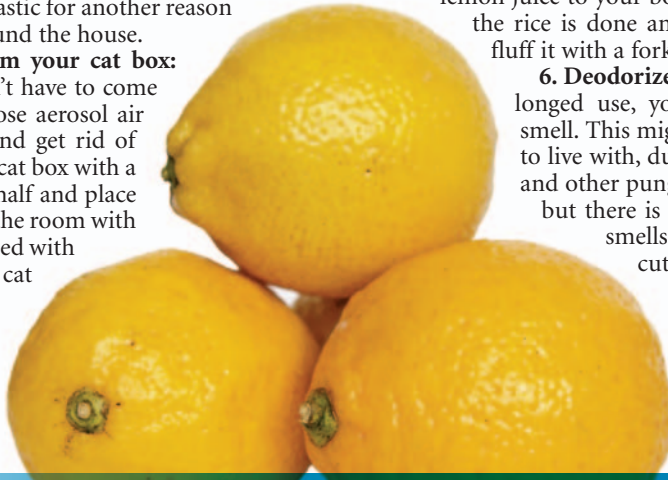 astic for another reason
und the house.
m your cat box:
't have to come
ose aerosol air
nd get rid of
cat box with a
half and place
he room with
ed with
cat
lemon juice to your bo
the rice is done an
fluff it with a fork
6. Deodorize
longed use, yo
smell. This mig
to live with, du
and other pung
but there is
smells
cut